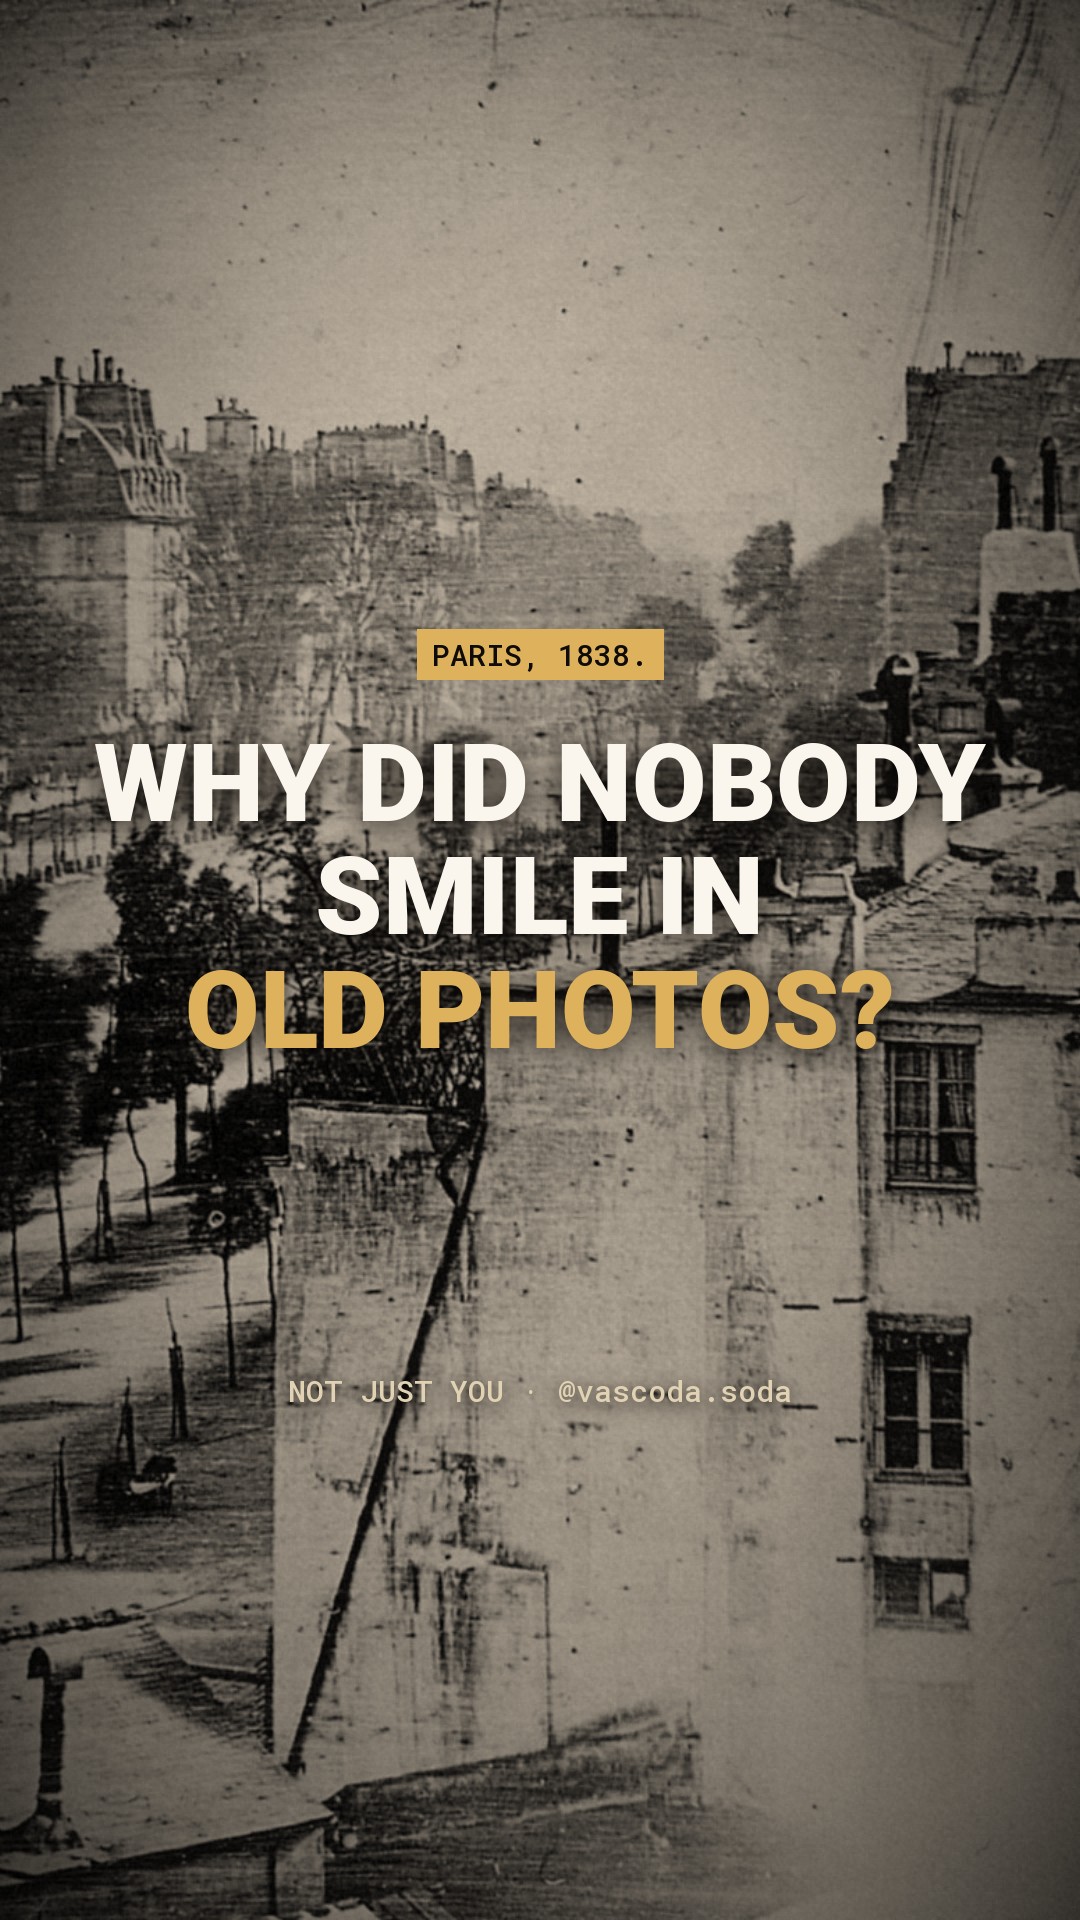 PARIS, 1838.
WHY DID NOBODY
SMILE IN
OLD PHOTOS?
NOT JUST YOU · @vascoda.soda